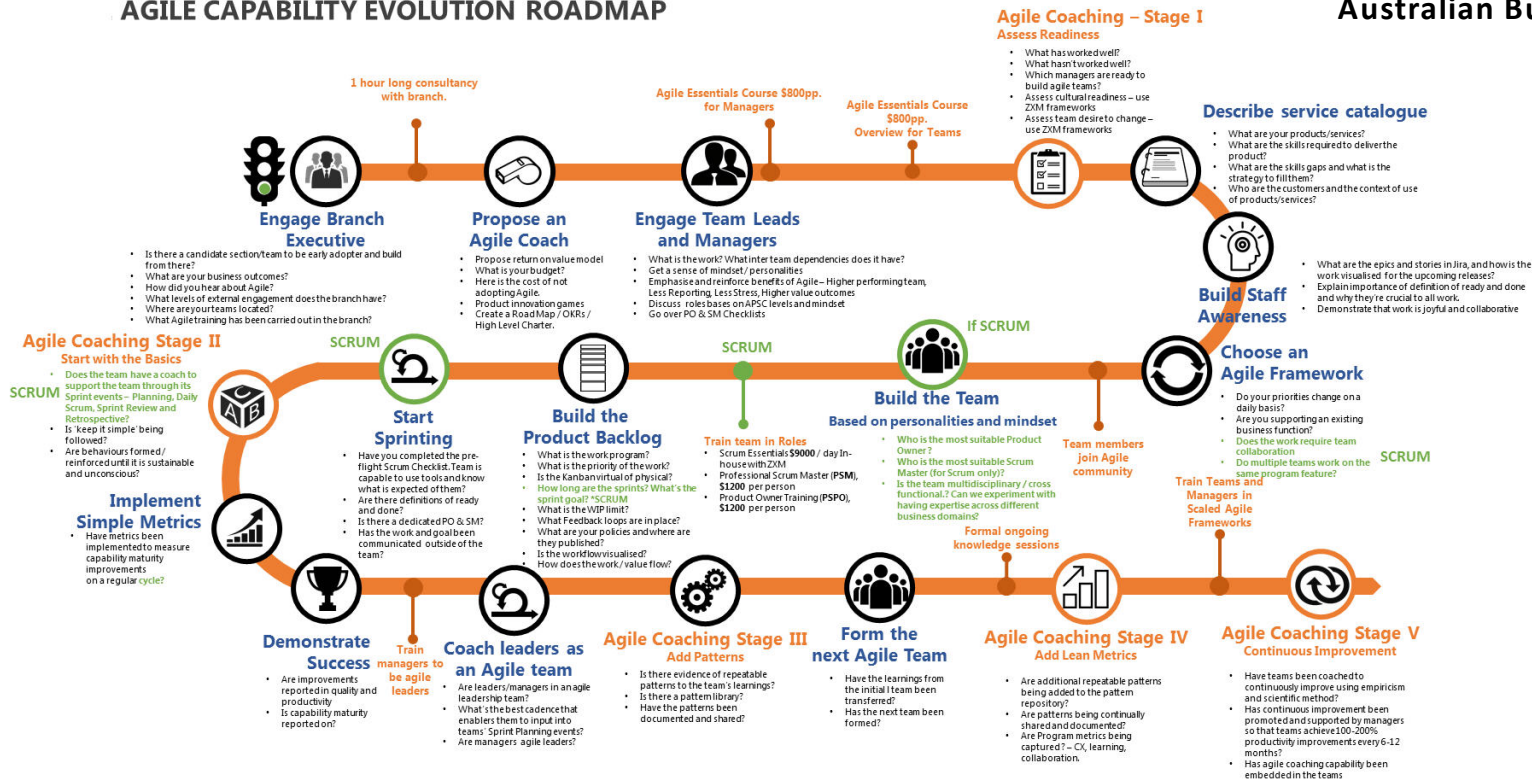 AGILE CAPABILITY EVOLUTION ROADMAP
Australian Bu
Agile Coaching – Stage I
Assess Readiness
• What has worked well?
• What hasn't worked well?
• Which managers are ready to
build agile teams?
• Assess cultural readiness – use
ZXM frameworks
• Assess team desire to change –
use ZXM frameworks
1 hour long consultancy
with branch.
Agile Essentials Course $800pp.
for Managers
Agile Essentials Course
$800pp.
Overview for Teams
Describe service catalogue
• What are your products/services?
• What are the skills required to deliver the
product?
• What are the skills gaps and what is the
strategy to fill them?
• Who are the customers and the context of use
of products/services?
Engage Branch
Executive
• Is there a candidate section/team to be early adopter and build
from there?
• What are your business outcomes?
• How did you hear about Agile?
• What levels of external engagement does the branch have?
• Where are your teams located?
• What Agile training has been carried out in the branch?
Propose an
Agile Coach
• Propose return on value model
• What is your budget?
• Here is the cost of not
adopting Agile.
• Product innovation games
• Create a Road Map / OKRs /
High Level Charter.
Engage Team Leads
and Managers
• What is the work? What inter team dependencies does it have?
• Get a sense of mindset / personalities
• Emphasise and reinforce benefits of Agile – Higher performing team,
Less Reporting, Less Stress, Higher value outcomes
• Discuss roles bases on APSC levels and mindset
• Go over PO & SM Checklists
Build Staff
Awareness
• What are the epics and stories in Jira, and how is the
work visualised for the upcoming releases?
• Explain importance of definition of ready and done
and why they're crucial to all work.
• Demonstrate that work is joyful and collaborative
Choose an
Agile Framework
• Do your priorities change on a
daily basis?
• Are you supporting an existing
business function?
• Does the work require team
collaboration
• Do multiple teams work on the
same program feature?
SCRUM
Team members
join Agile
community
If SCRUM
Build the Team
Based on personalities and mindset
• Who is the most suitable Product
Owner ?
• Who is the most suitable Scrum
Master (for Scrum only)?
• Is the team multidisciplinary / cross
functional.? Can we experiment with
having expertise across different
business domains?
SCRUM
Train team in Roles
• Scrum Essentials $9000 / day In-
house with ZXM
• Professional Scrum Master (PSM),
$1200 per person
• Product Owner Training (PSPO),
$1200 per person
Build the
Product Backlog
• What is the work program?
• What is the priority of the work?
• Is the Kanban virtual of physical?
• How long are the sprints? What's the
sprint goal? *SCRUM
• What is the WIP limit?
• What Feedback loops are in place?
• What are your policies and where are
they published?
• Is the workflow visualised?
• How does the work / value flow?
SCRUM
Start
Sprinting
• Have you completed the pre-
flight Scrum Checklist. Team is
capable to use tools and know
what is expected of them?
• Are there definitions of ready
and done?
• Is there a dedicated PO & SM?
• Has the work and goal been
communicated outside of the
team?
Agile Coaching Stage II
Start with the Basics
SCRUM
• Does the team have a coach to
support the team through its
Sprint events – Planning, Daily
Scrum, Sprint Review and
Retrospective?
• Is 'keep it simple' being
followed?
• Are behaviours formed /
reinforced until it is sustainable
and unconscious?
A B C
Implement
Simple Metrics
• Have metrics been
implemented to measure
capability maturity
improvements
on a regular cycle?
Demonstrate
Success
• Are improvements
reported in quality and
productivity
• Is capability maturity
reported on?
Train
managers to
be agile
leaders
Coach leaders as
an Agile team
• Are leaders/managers in an agile
leadership team?
• What's the best cadence that
enables them to input into
teams' Sprint Planning events?
• Are managers agile leaders?
Agile Coaching Stage III
Add Patterns
• Is there evidence of repeatable
patterns to the team's learnings?
• Is there a pattern library?
• Have the patterns been
documented and shared?
Form the
next Agile Team
• Have the learnings from
the initial l team been
transferred?
• Has the next team been
formed?
Formal ongoing
knowledge sessions
Agile Coaching Stage IV
Add Lean Metrics
• Are additional repeatable patterns
being added to the pattern
repository?
• Are patterns being continually
shared and documented?
• Are Program metrics being
captured? – CX, learning,
collaboration.
Train Teams and
Managers in
Scaled Agile
Frameworks
Agile Coaching Stage V
Continuous Improvement
• Have teams been coached to
continuously improve using empiricism
and scientific method?
• Has continuous improvement been
promoted and supported by managers
so that teams achieve 100-200%
productivity improvements every 6-12
months?
• Has agile coaching capability been
embedded in the teams